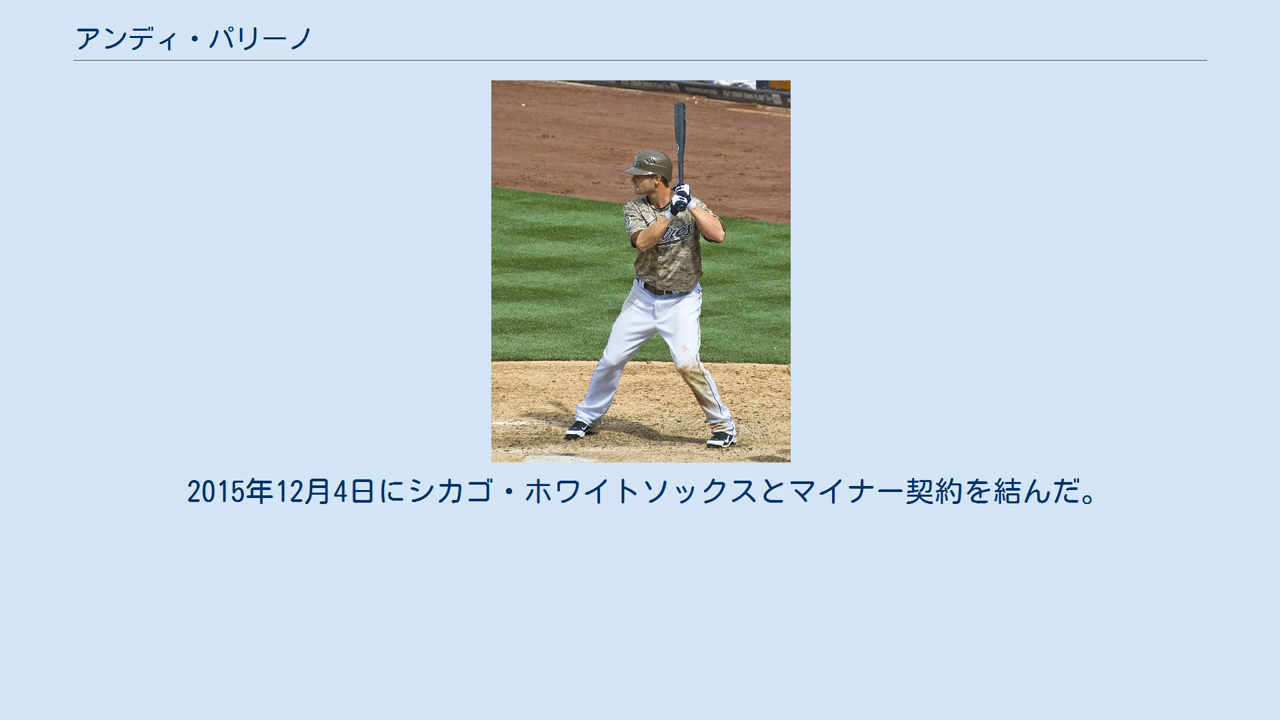 アンディ・パリーノ
2015年12月4日にシカゴ・ホワイトソックスとマイナー契約を結んだ。